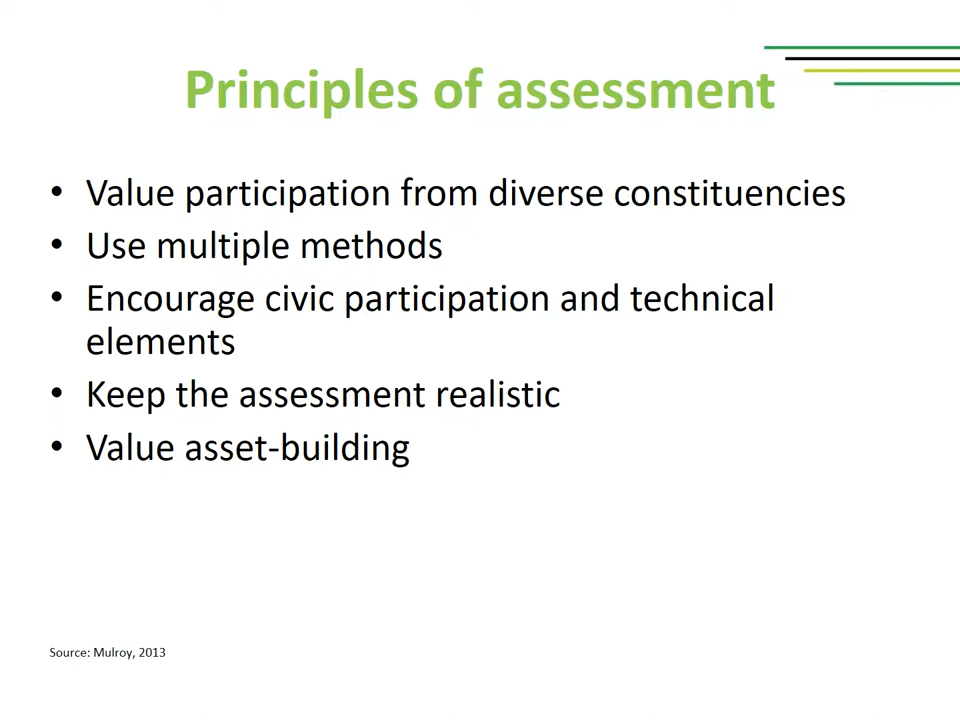 Principles of assessment
• Value participation from diverse constituencies
• Use multiple methods
• Encourage civic participation and technical
elements
• Keep the assessment realistic
• Value asset-building
Source: Mulroy, 2013